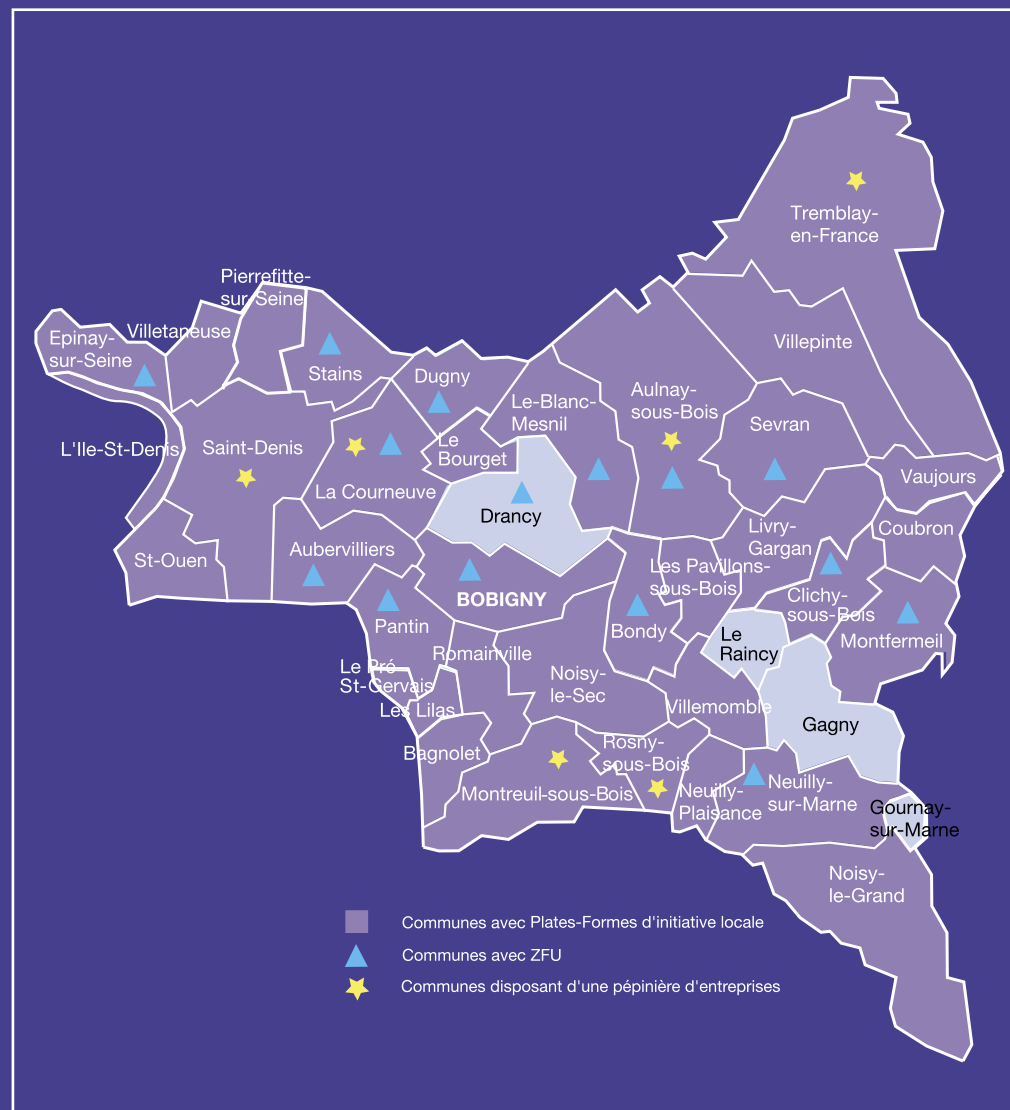 Tremblay-
en-France
Pierrefitte-
sur-Seine
Villetaneuse
Epinay-
sur-Seine
Stains
Dugny
Villepinte
Le-Blanc-
Mesnil
Aulnay-
sous-Bois
Sevran
L'Ile-St-Denis
Saint-Denis
Le
Bourget
La Courneuve
Drancy
Vaujours
Livry-
Gargan
Coubron
St-Ouen
Aubervilliers
BOBIGNY
Les Pavillons-
sous-Bois
Clichy-
sous-Bois
Pantin
Bondy
Le
Raincy
Montfermeil
Romainville
Le Pré
St-Gervais
Noisy-
le-Sec
Les Lilas
Villemomble
Gagny
Bagnolet
Rosny-
sous-Bois
Montreuil-sous-Bois
Neuilly-
Plaisance
Neuilly-
sur-Marne
Gournay-
sur-Marne
Noisy-
le-Grand
Communes avec Plates-Formes d'initiative locale
Communes avec ZFU
Communes disposant d'une pépinière d'entreprises